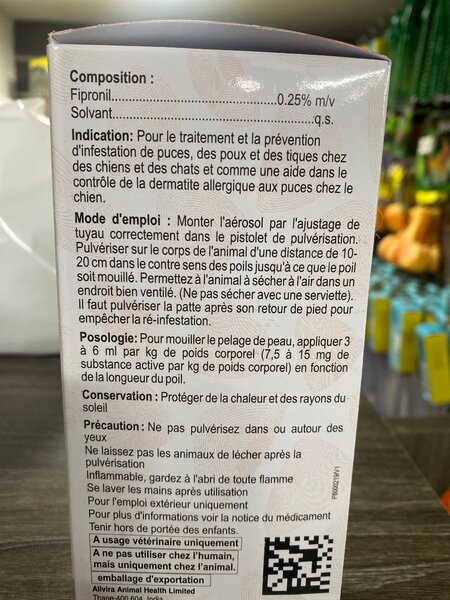 Composition :
Fipronil..............................0.25% m/v
Solvant.....................................q.s.
Indication: Pour le traitement et la prévention
d'infestation de puces, des poux et des tiques chez
des chiens et des chats et comme une aide dans le
contrôle de la dermatite allergique aux puces chez le
chien.
Mode d'emploi : Monter l'aérosol par l'ajustage de
tuyau correctement dans le pistolet de pulvérisation.
Pulvériser sur le corps de l'animal d'une distance de 10-
20 cm dans le contre sens des poils jusqu'à ce que le poil
soit mouillé. Permettez à l'animal à sécher à l'air dans un
endroit bien ventilé. (Ne pas sécher avec une serviette).
Il faut pulvériser la patte après son retour de pied pour
empêcher la ré-infestation.
Posologie: Pour mouiller le pelage de peau, appliquer 3
à 6 ml par kg de poids corporel (7,5 à 15 mg de
substance active par kg de poids corporel) en fonction
de la longueur du poil.
Conservation : Protéger de la chaleur et des rayons du
soleil
Précaution : Ne pas pulvérisez dans ou autour des
yeux
Ne laissez pas les animaux de lécher après la
pulvérisation
Inflammable, gardez à l'abri de toute flamme
Se laver les mains après utilisation
Pour l'emploi extérieur uniquement
Pour plus d'informations voir la notice du médicament
Tenir hors de portée des enfants.
A usage vétérinaire uniquement
A ne pas utiliser chez l'humain,
mais uniquement chez l'animal.
emballage d'exportation
Alivira Animal Health Limited
Thane-400 604, India